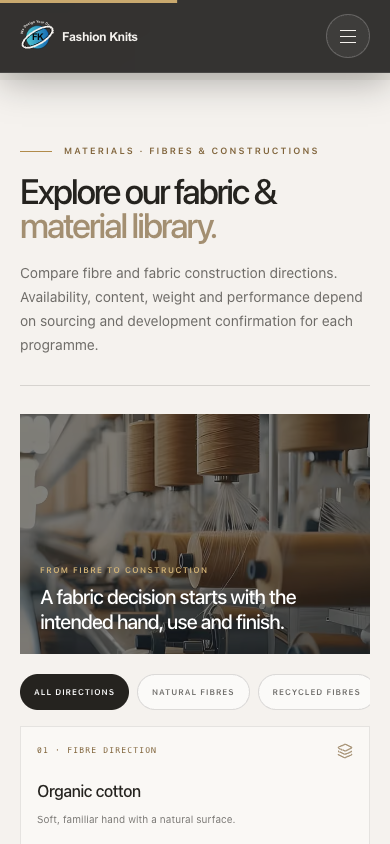 FK
Fashion Knits
MATERIALS · FIBRES & CONSTRUCTIONS
Explore our fabric &
material library.
Compare fibre and fabric construction directions.
Availability, content, weight and performance depend
on sourcing and development confirmation for each
programme.
FROM FIBRE TO CONSTRUCTION
A fabric decision starts with the
intended hand, use and finish.
ALL DIRECTIONS
NATURAL FIBRES
RECYCLED FIBRES
01 · FIBRE DIRECTION
Organic cotton
Soft, familiar hand with a natural surface.